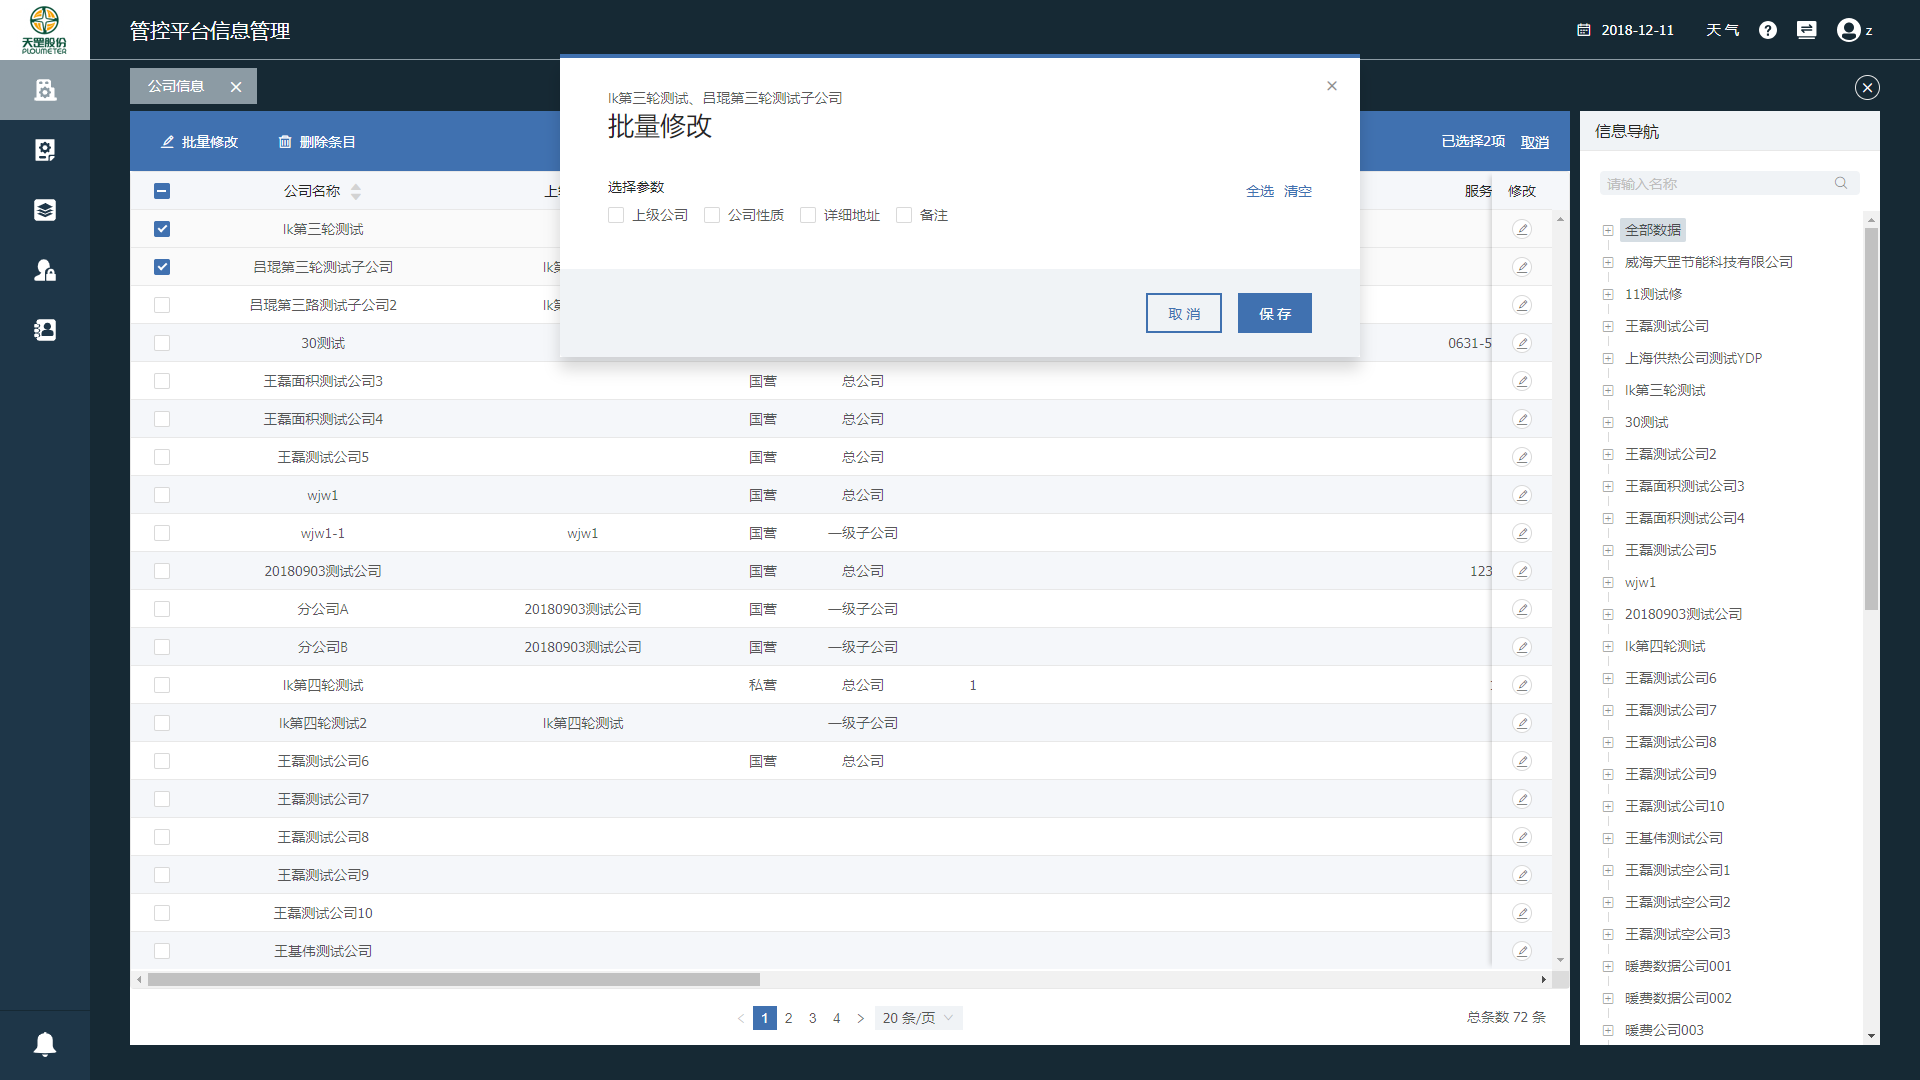 天罡股份
PLOUMETER
管控平台信息管理
2018-12-11 天气 z
公司信息
批量修改 删除条目
已选择2项 取消
公司名称 服务 修改
lk第三轮测试
吕琨第三轮测试子公司
吕琨第三路测试子公司2
30测试 0631-5
王磊面积测试公司3 国营 总公司
王磊面积测试公司4 国营 总公司
王磊测试公司5 国营 总公司
wjw1 国营 总公司
wjw1-1 wjw1 国营 一级子公司
20180903测试公司 国营 总公司 123
分公司A 20180903测试公司 国营 一级子公司
分公司B 20180903测试公司 国营 一级子公司
lk第四轮测试 私营 总公司 1
lk第四轮测试2 lk第四轮测试 一级子公司
王磊测试公司6 国营 总公司
王磊测试公司7
王磊测试公司8
王磊测试公司9
王磊测试公司10
王基伟测试公司
1 2 3 4 20 条/页
总条数 72 条
lk第三轮测试、吕琨第三轮测试子公司
批量修改
选择参数 全选 清空
上级公司 公司性质 详细地址 备注
取消 保存
信息导航
请输入名称
全部数据
威海天罡节能科技有限公司
11测试修
王磊测试公司
上海供热公司测试YDP
lk第三轮测试
30测试
王磊测试公司2
王磊面积测试公司3
王磊面积测试公司4
王磊测试公司5
wjw1
20180903测试公司
lk第四轮测试
王磊测试公司6
王磊测试公司7
王磊测试公司8
王磊测试公司9
王磊测试公司10
王基伟测试公司
王磊测试空公司1
王磊测试空公司2
王磊测试空公司3
暖费数据公司001
暖费数据公司002
暖费公司003